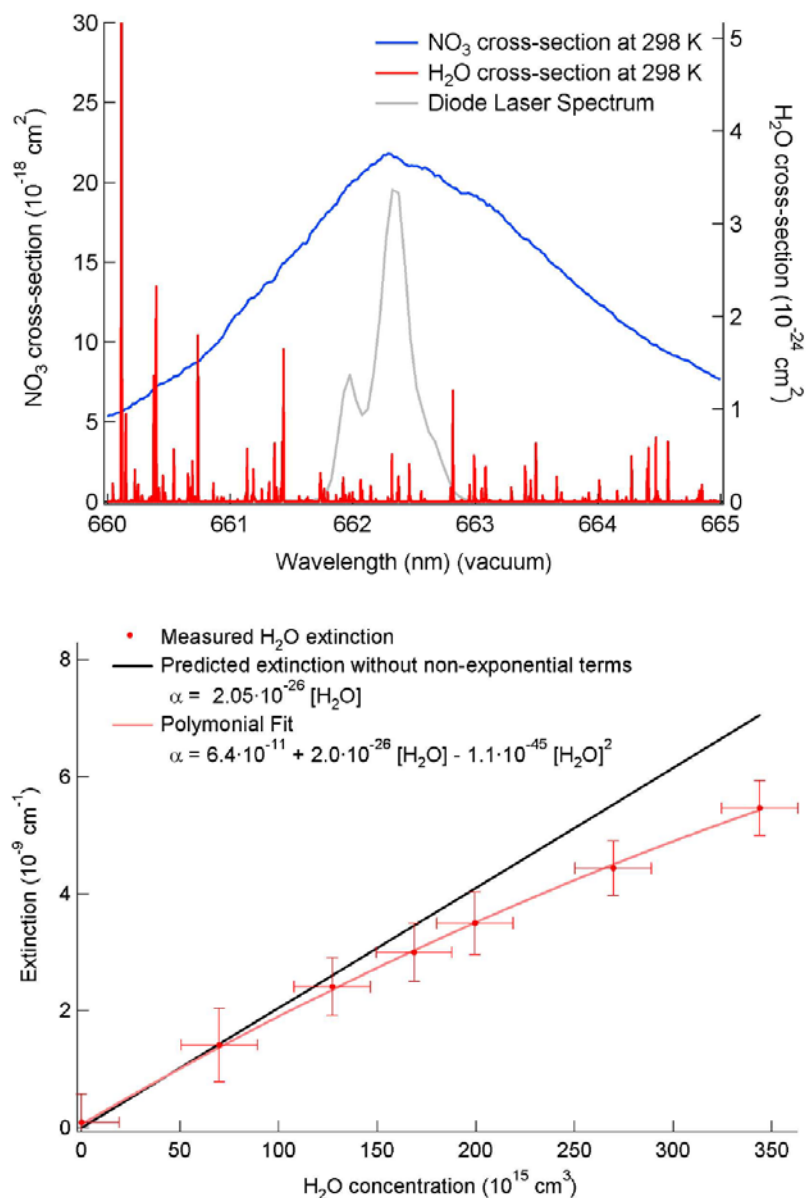 NO₃ cross-section at 298 K
H₂O cross-section at 298 K
Diode Laser Spectrum
NO₃ cross-section (10⁻¹⁸ cm²)
30
25
20
15
10
5
0
H₂O cross-section (10⁻²⁴ cm²)
5
4
3
2
1
0
660
661
662
663
664
665
Wavelength (nm) (vacuum)
Measured H₂O extinction
Predicted extinction without non-exponential terms
α = 2.05·10⁻²⁶ [H₂O]
Polymonial Fit
α = 6.4·10⁻¹¹ + 2.0·10⁻²⁶ [H₂O] - 1.1·10⁻⁴⁵ [H₂O]²
Extinction (10⁻⁹ cm⁻¹)
8
6
4
2
0
0
50
100
150
200
250
300
350
H₂O concentration (10¹⁵ cm³)